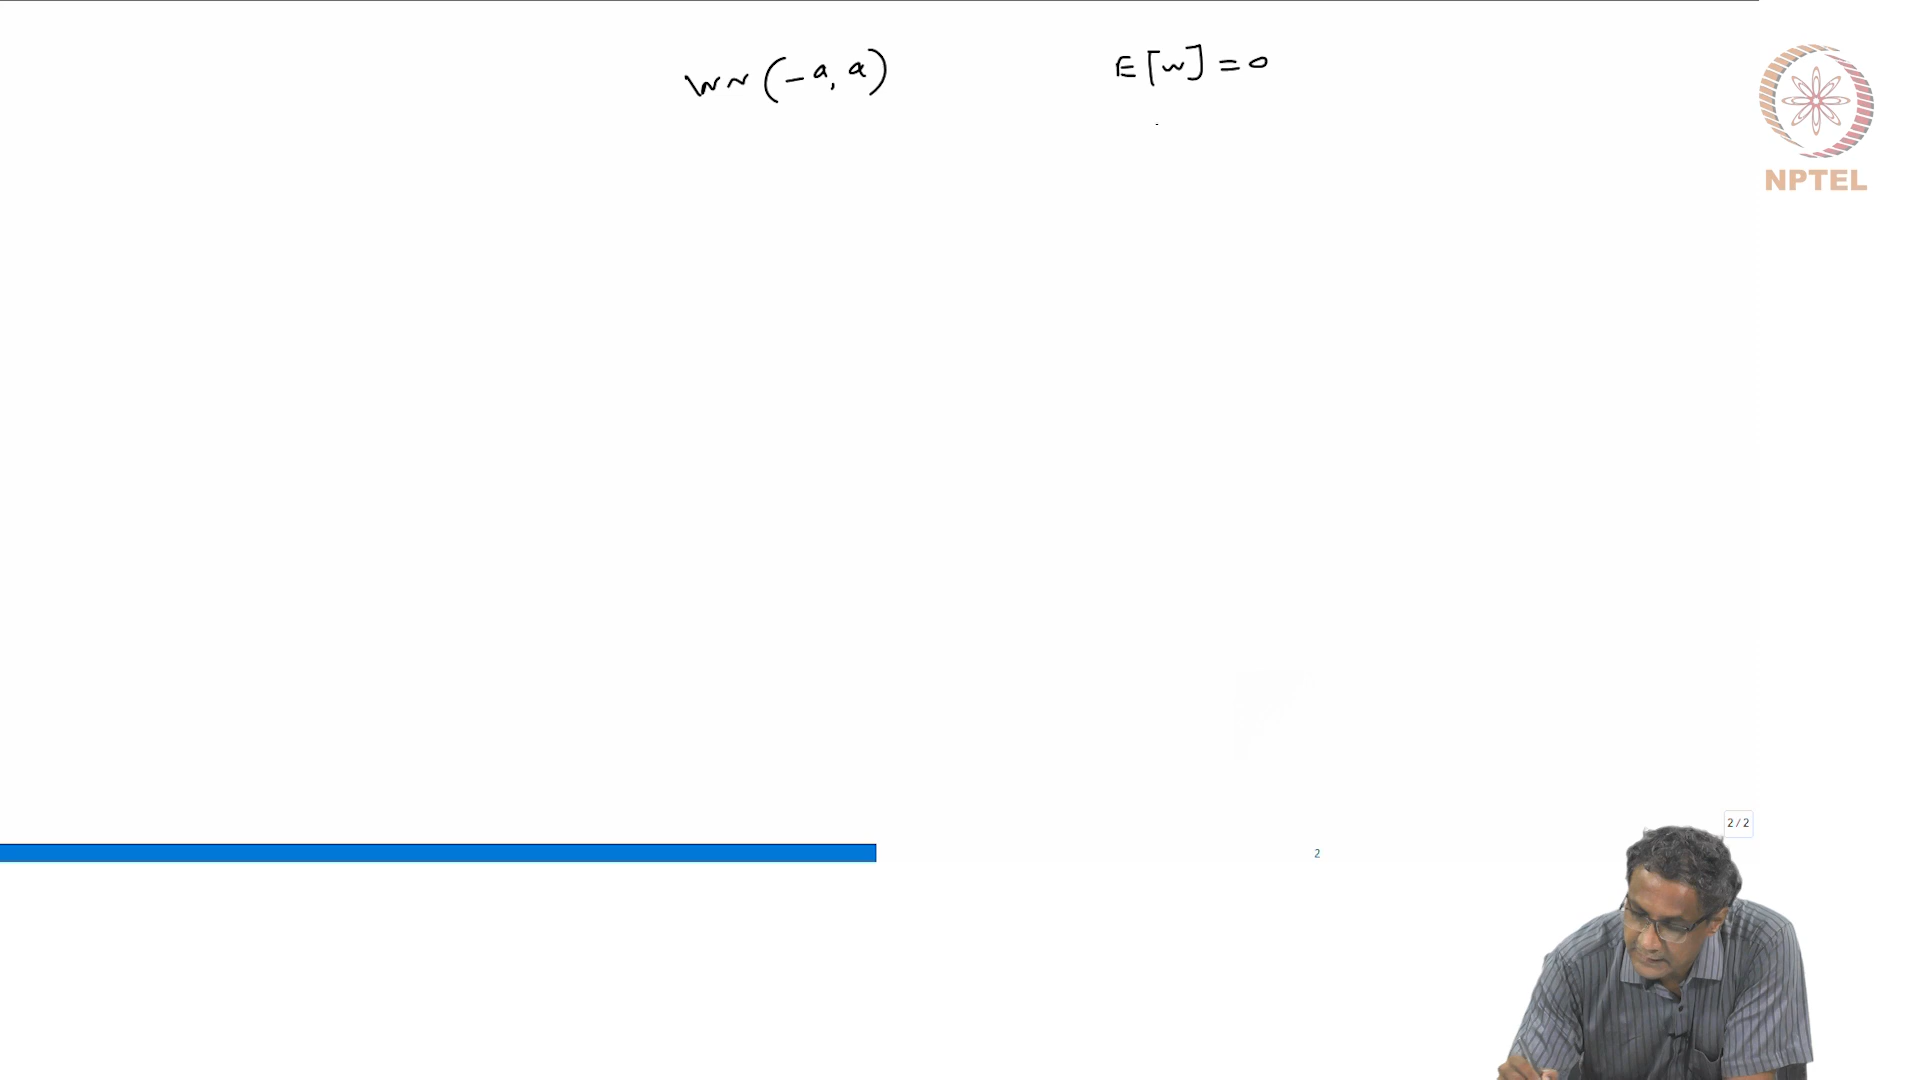 W ~ (-a, a)
E[W] = 0
NPTEL
2 / 2
2